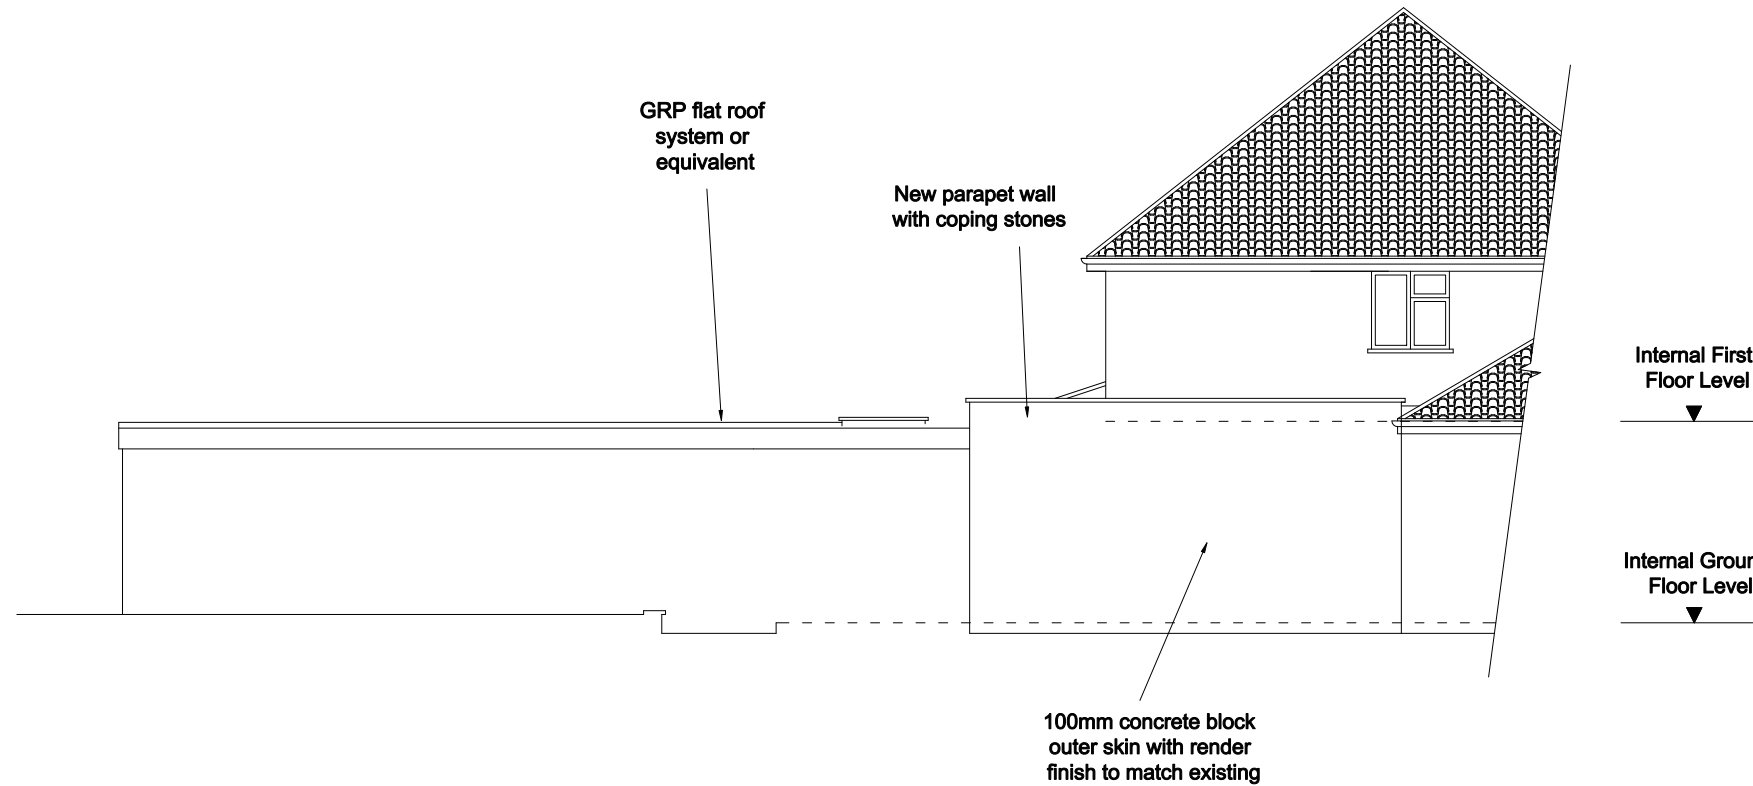 GRP flat roof
system or
equivalent
New parapet wall
with coping stones
Internal First
Floor Level
Internal Groun
Floor Level
100mm concrete block
outer skin with render
finish to match existing